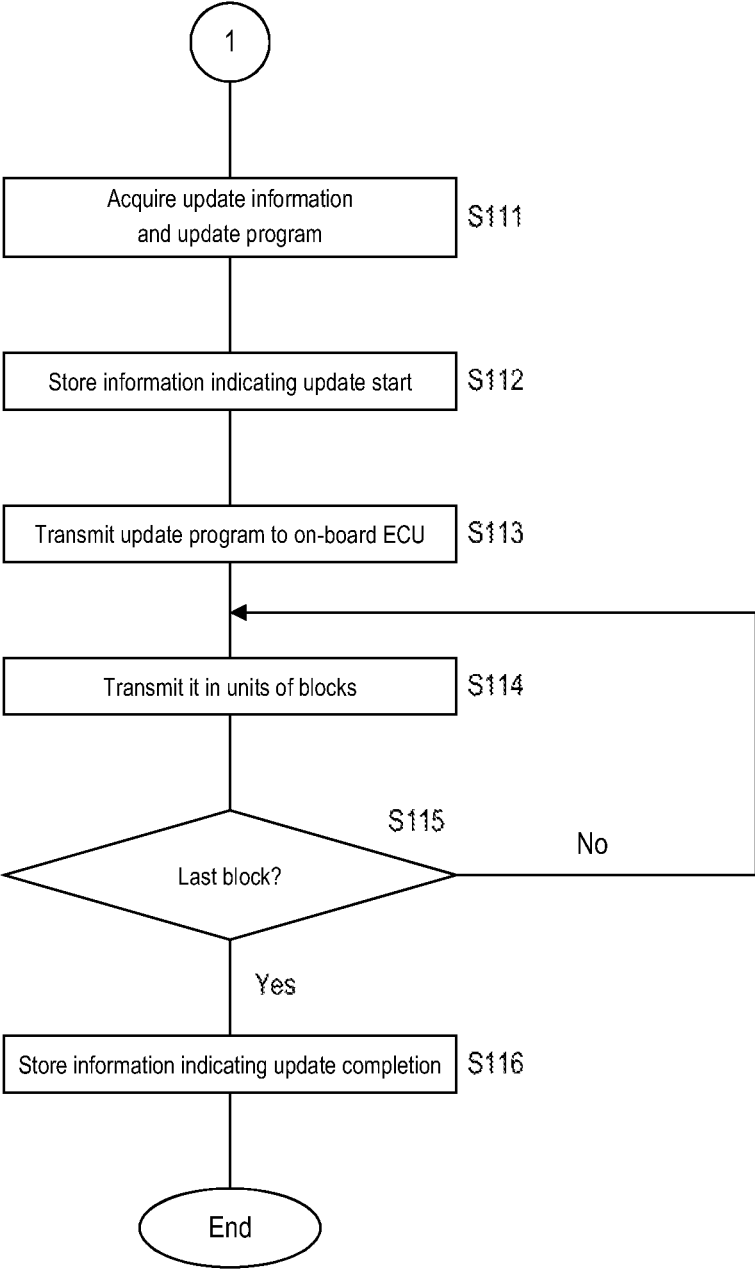 1
Acquire update information
and update program
S111
Store information indicating update start
S112
Transmit update program to on-board ECU
S113
Transmit it in units of blocks
S114
S115
Last block?
No
Yes
Store information indicating update completion
S116
End